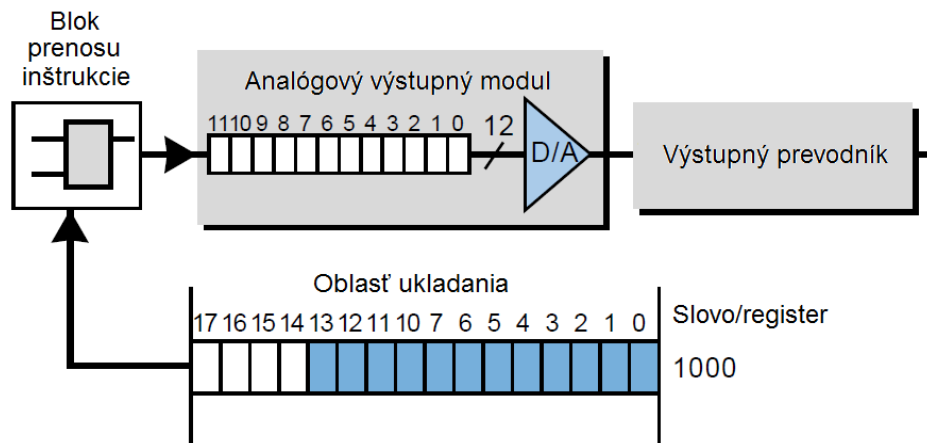 Blok
prenosu
inštrukcie
Analógový výstupný modul
11 10 9 8 7 6 5 4 3 2 1 0
12
D/A
Výstupný prevodník
Oblasť ukladania
17 16 15 14 13 12 11 10 7 6 5 4 3 2 1 0
Slovo/register
1000